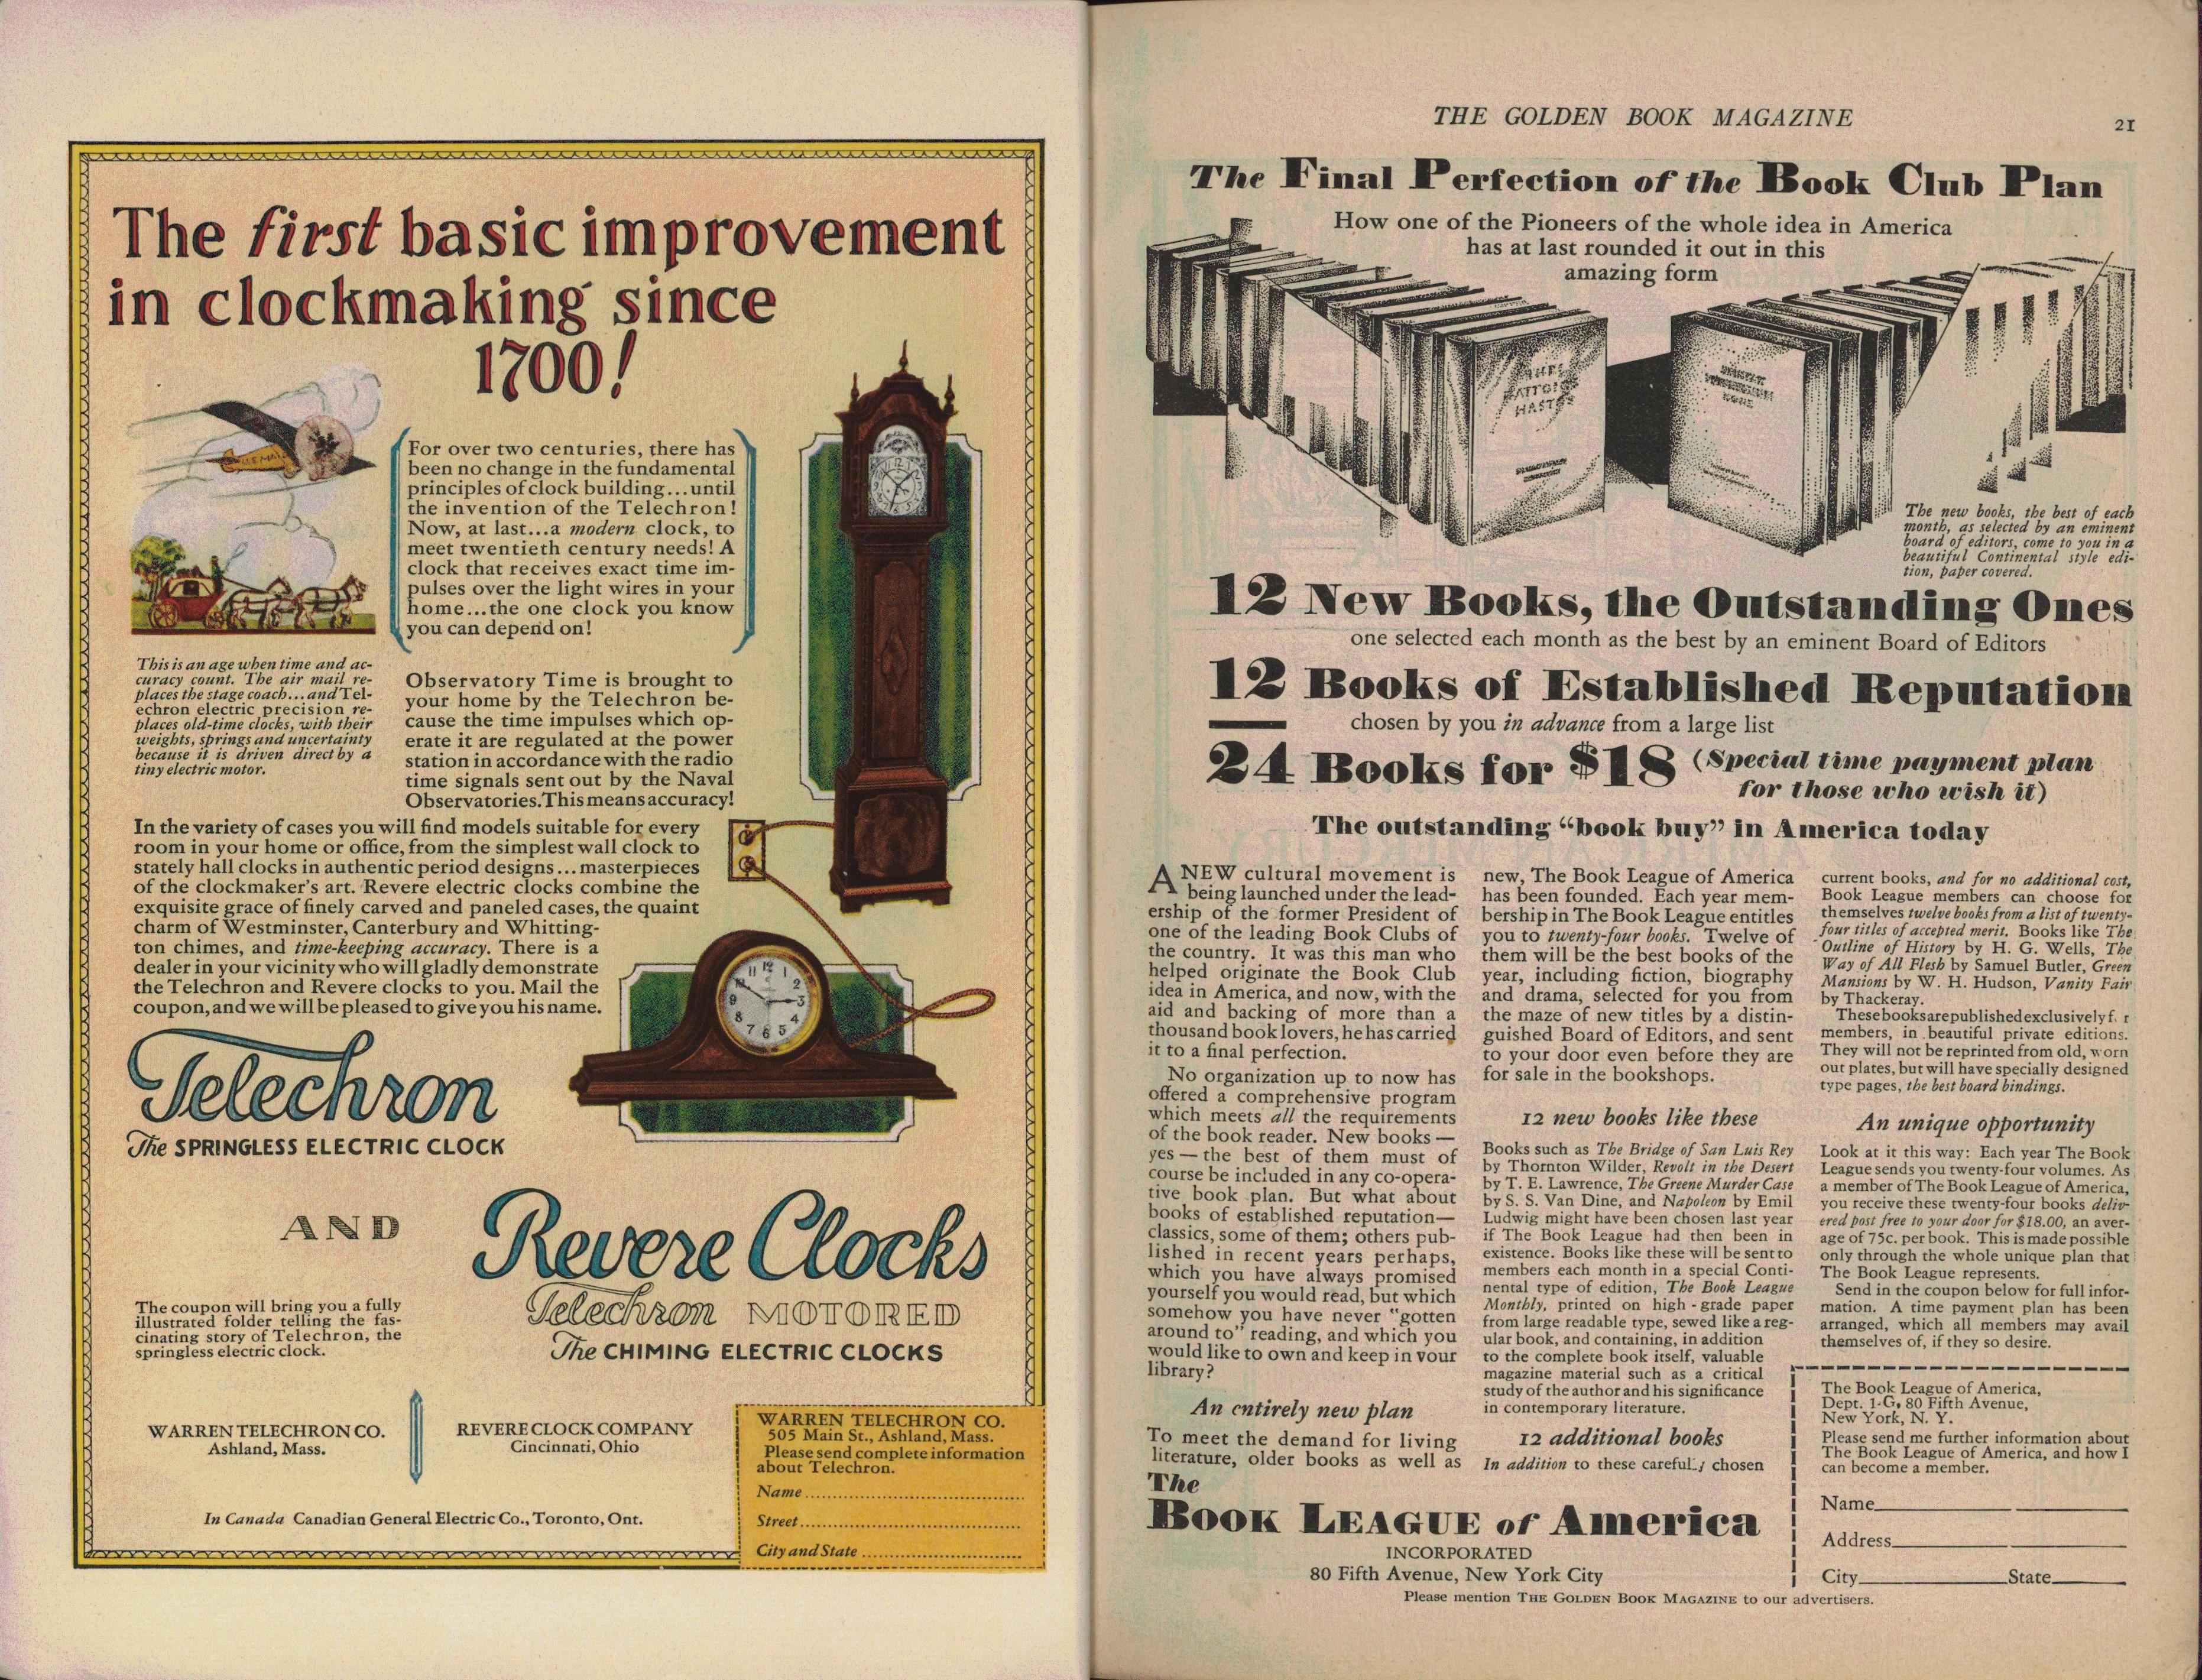 The first basic improvement
in clockmaking since
1700!
U.S. MAIL
For over two centuries, there has
been no change in the fundamental
principles of clock building...until
the invention of the Telechron!
Now, at last...a modern clock, to
meet twentieth century needs! A
clock that receives exact time im-
pulses over the light wires in your
home...the one clock you know
you can depend on!
This is an age when time and ac-
curacy count. The air mail re-
places the stage coach...and Tel-
echron electric precision re-
places old-time clocks, with their
weights, springs and uncertainty
because it is driven direct by a
tiny electric motor.
Observatory Time is brought to
your home by the Telechron be-
cause the time impulses which op-
erate it are regulated at the power
station in accordance with the radio
time signals sent out by the Naval
Observatories. This means accuracy!
In the variety of cases you will find models suitable for every
room in your home or office, from the simplest wall clock to
stately hall clocks in authentic period designs...masterpieces
of the clockmaker's art. Revere electric clocks combine the
exquisite grace of finely carved and paneled cases, the quaint
charm of Westminster, Canterbury and Whitting-
ton chimes, and time-keeping accuracy. There is a
dealer in your vicinity who will gladly demonstrate
the Telechron and Revere clocks to you. Mail the
coupon, and we will be pleased to give you his name.
Telechron
The SPRINGLESS ELECTRIC CLOCK
AND
Revere Clocks
Telechron MOTORED
The CHIMING ELECTRIC CLOCKS
The coupon will bring you a fully
illustrated folder telling the fas-
cinating story of Telechron, the
springless electric clock.
WARREN TELECHRON CO.
Ashland, Mass.
REVERE CLOCK COMPANY
Cincinnati, Ohio
In Canada Canadian General Electric Co., Toronto, Ont.
WARREN TELECHRON CO.
505 Main St., Ashland, Mass.
Please send complete information
about Telechron.
Name
Street
City and State
THE GOLDEN BOOK MAGAZINE
21
The Final Perfection of the Book Club Plan
How one of the Pioneers of the whole idea in America
has at last rounded it out in this
amazing form
The new books, the best of each
month, as selected by an eminent
board of editors, come to you in a
beautiful Continental style edi-
tion, paper covered.
12 New Books, the Outstanding Ones
one selected each month as the best by an eminent Board of Editors
12 Books of Established Reputation
chosen by you in advance from a large list
24 Books for $18 (Special time payment plan
for those who wish it)
The outstanding "book buy" in America today
A NEW cultural movement is
being launched under the lead-
ership of the former President of
one of the leading Book Clubs of
the country. It was this man who
helped originate the Book Club
idea in America, and now, with the
aid and backing of more than a
thousand book lovers, he has carried
it to a final perfection.
No organization up to now has
offered a comprehensive program
which meets all the requirements
of the book reader. New books —
yes — the best of them must of
course be included in any co-opera-
tive book plan. But what about
books of established reputation—
classics, some of them; others pub-
lished in recent years perhaps,
which you have always promised
yourself you would read, but which
somehow you have never "gotten
around to" reading, and which you
would like to own and keep in your
library?
An entirely new plan
To meet the demand for living
literature, older books as well as
new, The Book League of America
has been founded. Each year mem-
bership in The Book League entitles
you to twenty-four books. Twelve of
them will be the best books of the
year, including fiction, biography
and drama, selected for you from
the maze of new titles by a distin-
guished Board of Editors, and sent
to your door even before they are
for sale in the bookshops.
12 new books like these
Books such as The Bridge of San Luis Rey
by Thornton Wilder, Revolt in the Desert
by T. E. Lawrence, The Greene Murder Case
by S. S. Van Dine, and Napoleon by Emil
Ludwig might have been chosen last year
if The Book League had then been in
existence. Books like these will be sent to
members each month in a special Conti-
nental type of edition, The Book League
Monthly, printed on high-grade paper
from large readable type, sewed like a reg-
ular book, and containing, in addition
to the complete book itself, valuable
magazine material such as a critical
study of the author and his significance
in contemporary literature.
12 additional books
In addition to these carefully chosen
current books, and for no additional cost,
Book League members can choose for
themselves twelve books from a list of twenty-
four titles of accepted merit. Books like The
Outline of History by H. G. Wells, The
Way of All Flesh by Samuel Butler, Green
Mansions by W. H. Hudson, Vanity Fair
by Thackeray.
These books are published exclusively for
members, in beautiful private editions.
They will not be reprinted from old, worn
out plates, but will have specially designed
type pages, the best board bindings.
An unique opportunity
Look at it this way: Each year The Book
League sends you twenty-four volumes. As
a member of The Book League of America,
you receive these twenty-four books deliv-
ered post free to your door for $18.00, an aver-
age of 75c. per book. This is made possible
only through the whole unique plan that
The Book League represents.
Send in the coupon below for full infor-
mation. A time payment plan has been
arranged, which all members may avail
themselves of, if they so desire.
The Book League of America,
Dept. 1-G, 80 Fifth Avenue,
New York, N. Y.
Please send me further information about
The Book League of America, and how I
can become a member.
Name
Address
City State
The
BOOK LEAGUE of America
INCORPORATED
80 Fifth Avenue, New York City
Please mention THE GOLDEN BOOK MAGAZINE to our advertisers.